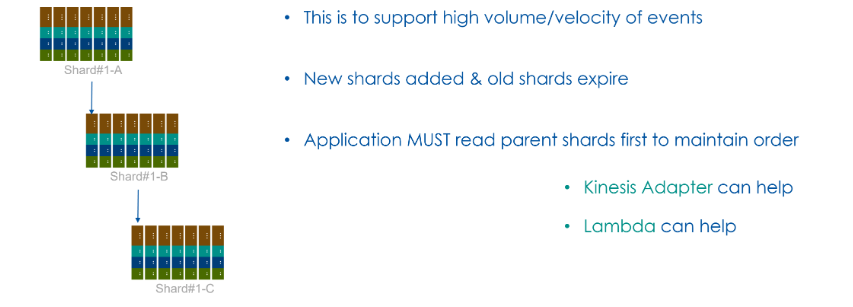 • This is to support high volume/velocity of events
• New shards added & old shards expire
• Application MUST read parent shards first to maintain order
• Kinesis Adapter can help
• Lambda can help
Shard#1-A
Shard#1-B
Shard#1-C